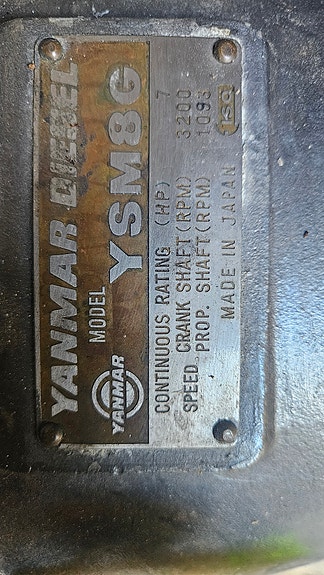 YANMAR DIESEL
MODEL YSM8G
YANMAR
CONTINUOUS RATING (HP) 7
SPEED CRANK SHAFT (RPM) 3200
PROP. SHAFT (RPM)
MADE IN JAPAN